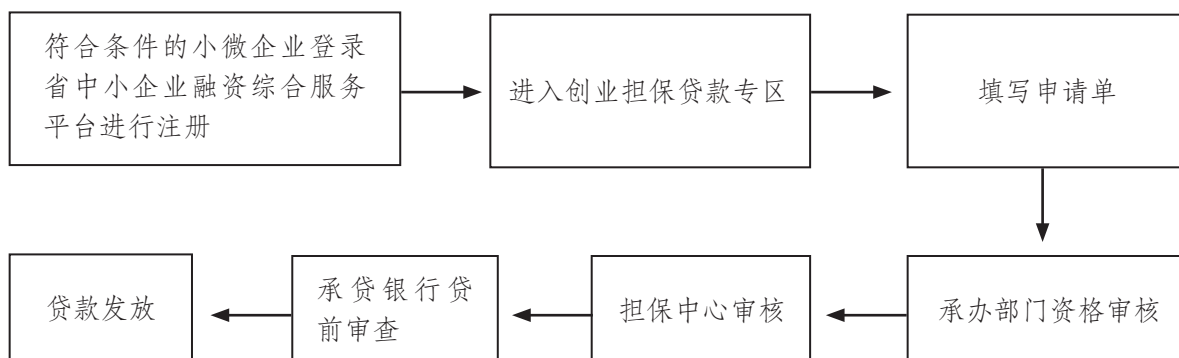 符合条件的小微企业登录
省中小企业融资综合服务
平台进行注册
进入创业担保贷款专区
填写申请单
承办部门资格审核
担保中心审核
承贷银行贷
前审查
贷款发放